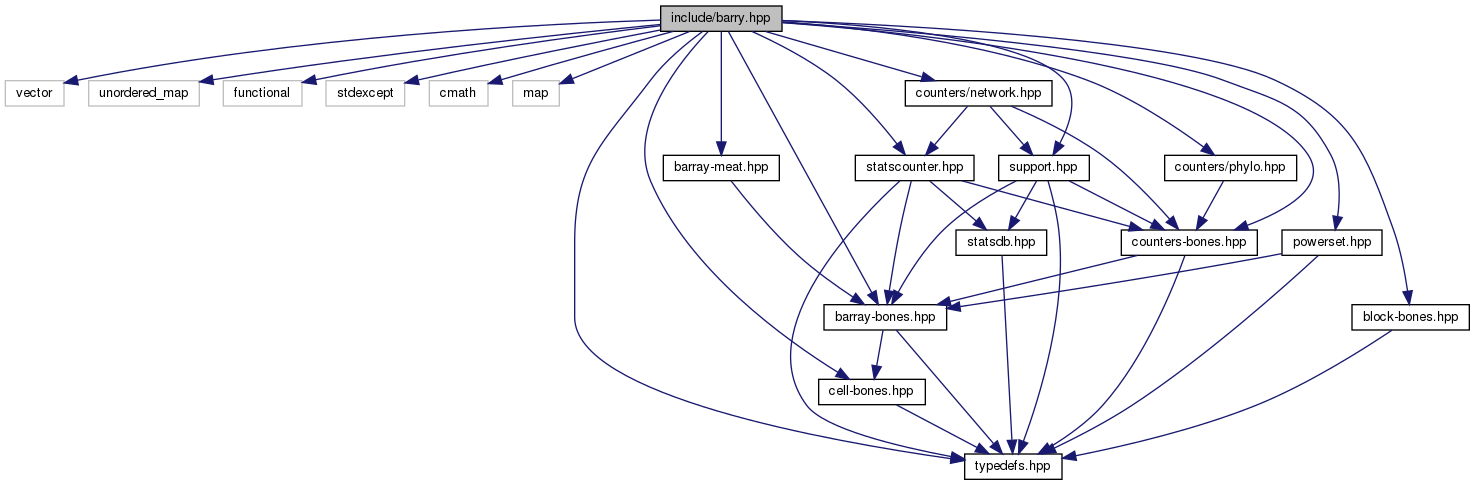 include/barry.hpp
vector
unordered_map
functional
stdexcept
cmath
map
counters/network.hpp
barray-meat.hpp
statscounter.hpp
support.hpp
counters/phylo.hpp
statsdb.hpp
counters-bones.hpp
powerset.hpp
barray-bones.hpp
block-bones.hpp
cell-bones.hpp
typedefs.hpp